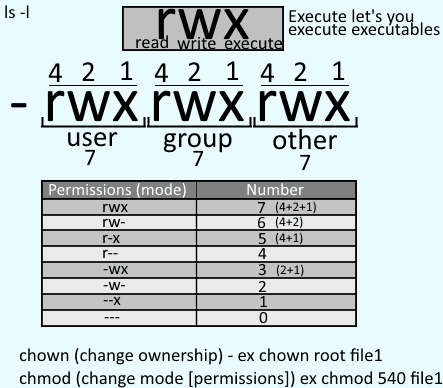 ls -l
rwx
read write execute
Execute let's you
execute executables
4 2 1 4 2 1 4 2 1
- rwx rwx rwx
user group other
7 7 7
Permissions (mode) Number
rwx 7 (4+2+1)
rw- 6 (4+2)
r-x 5 (4+1)
r-- 4
-wx 3 (2+1)
-w- 2
--x 1
--- 0
chown (change ownership) - ex chown root file1
chmod (change mode [permissions]) ex chmod 540 file1